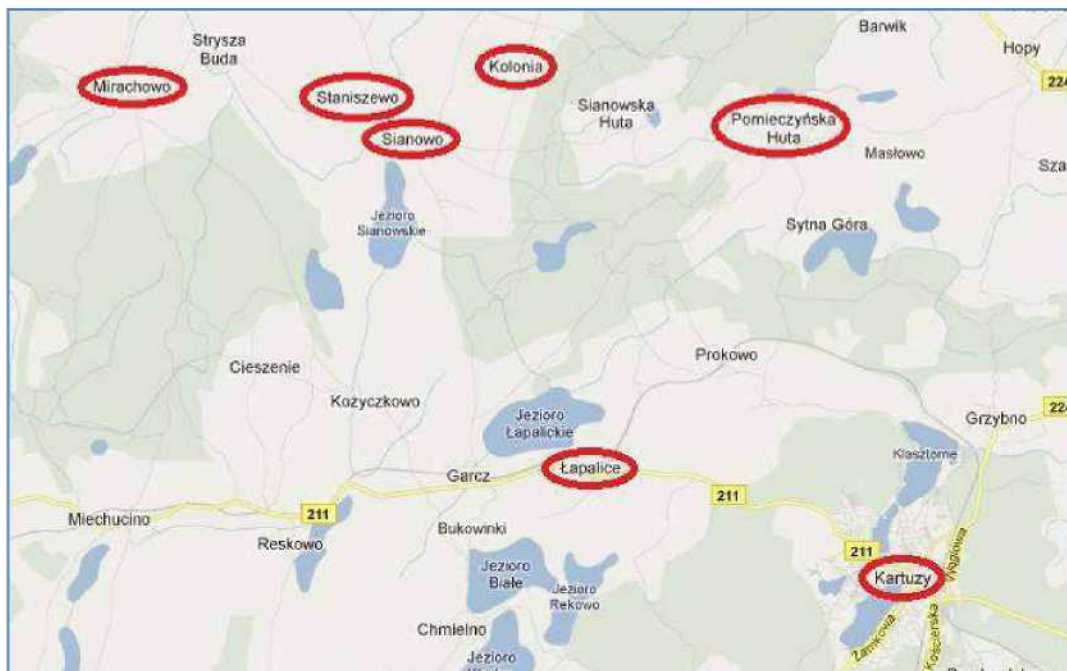 Barwik
Strysza
Buda
Hopy
Kolonia
Mirachowo
224
Staniszewo
Sianowska
Huta
Pomieczyńska
Huta
Sianowo
Masłowo
Jezioro
Sianowskie
Sytna Góra
Prokowo
Cieszenie
Kożyczkowo
Jezioro
Łapalickie
Grzybno
Klasztorne
Łapalice
Garcz
211
211
Miechucino
Bukowinki
Reskowo
211
Węglowa
Jezioro
Białe
Kartuzy
Jezioro
Rekowo
Chmielno
Zamkowa
Kościerska
Jezioro